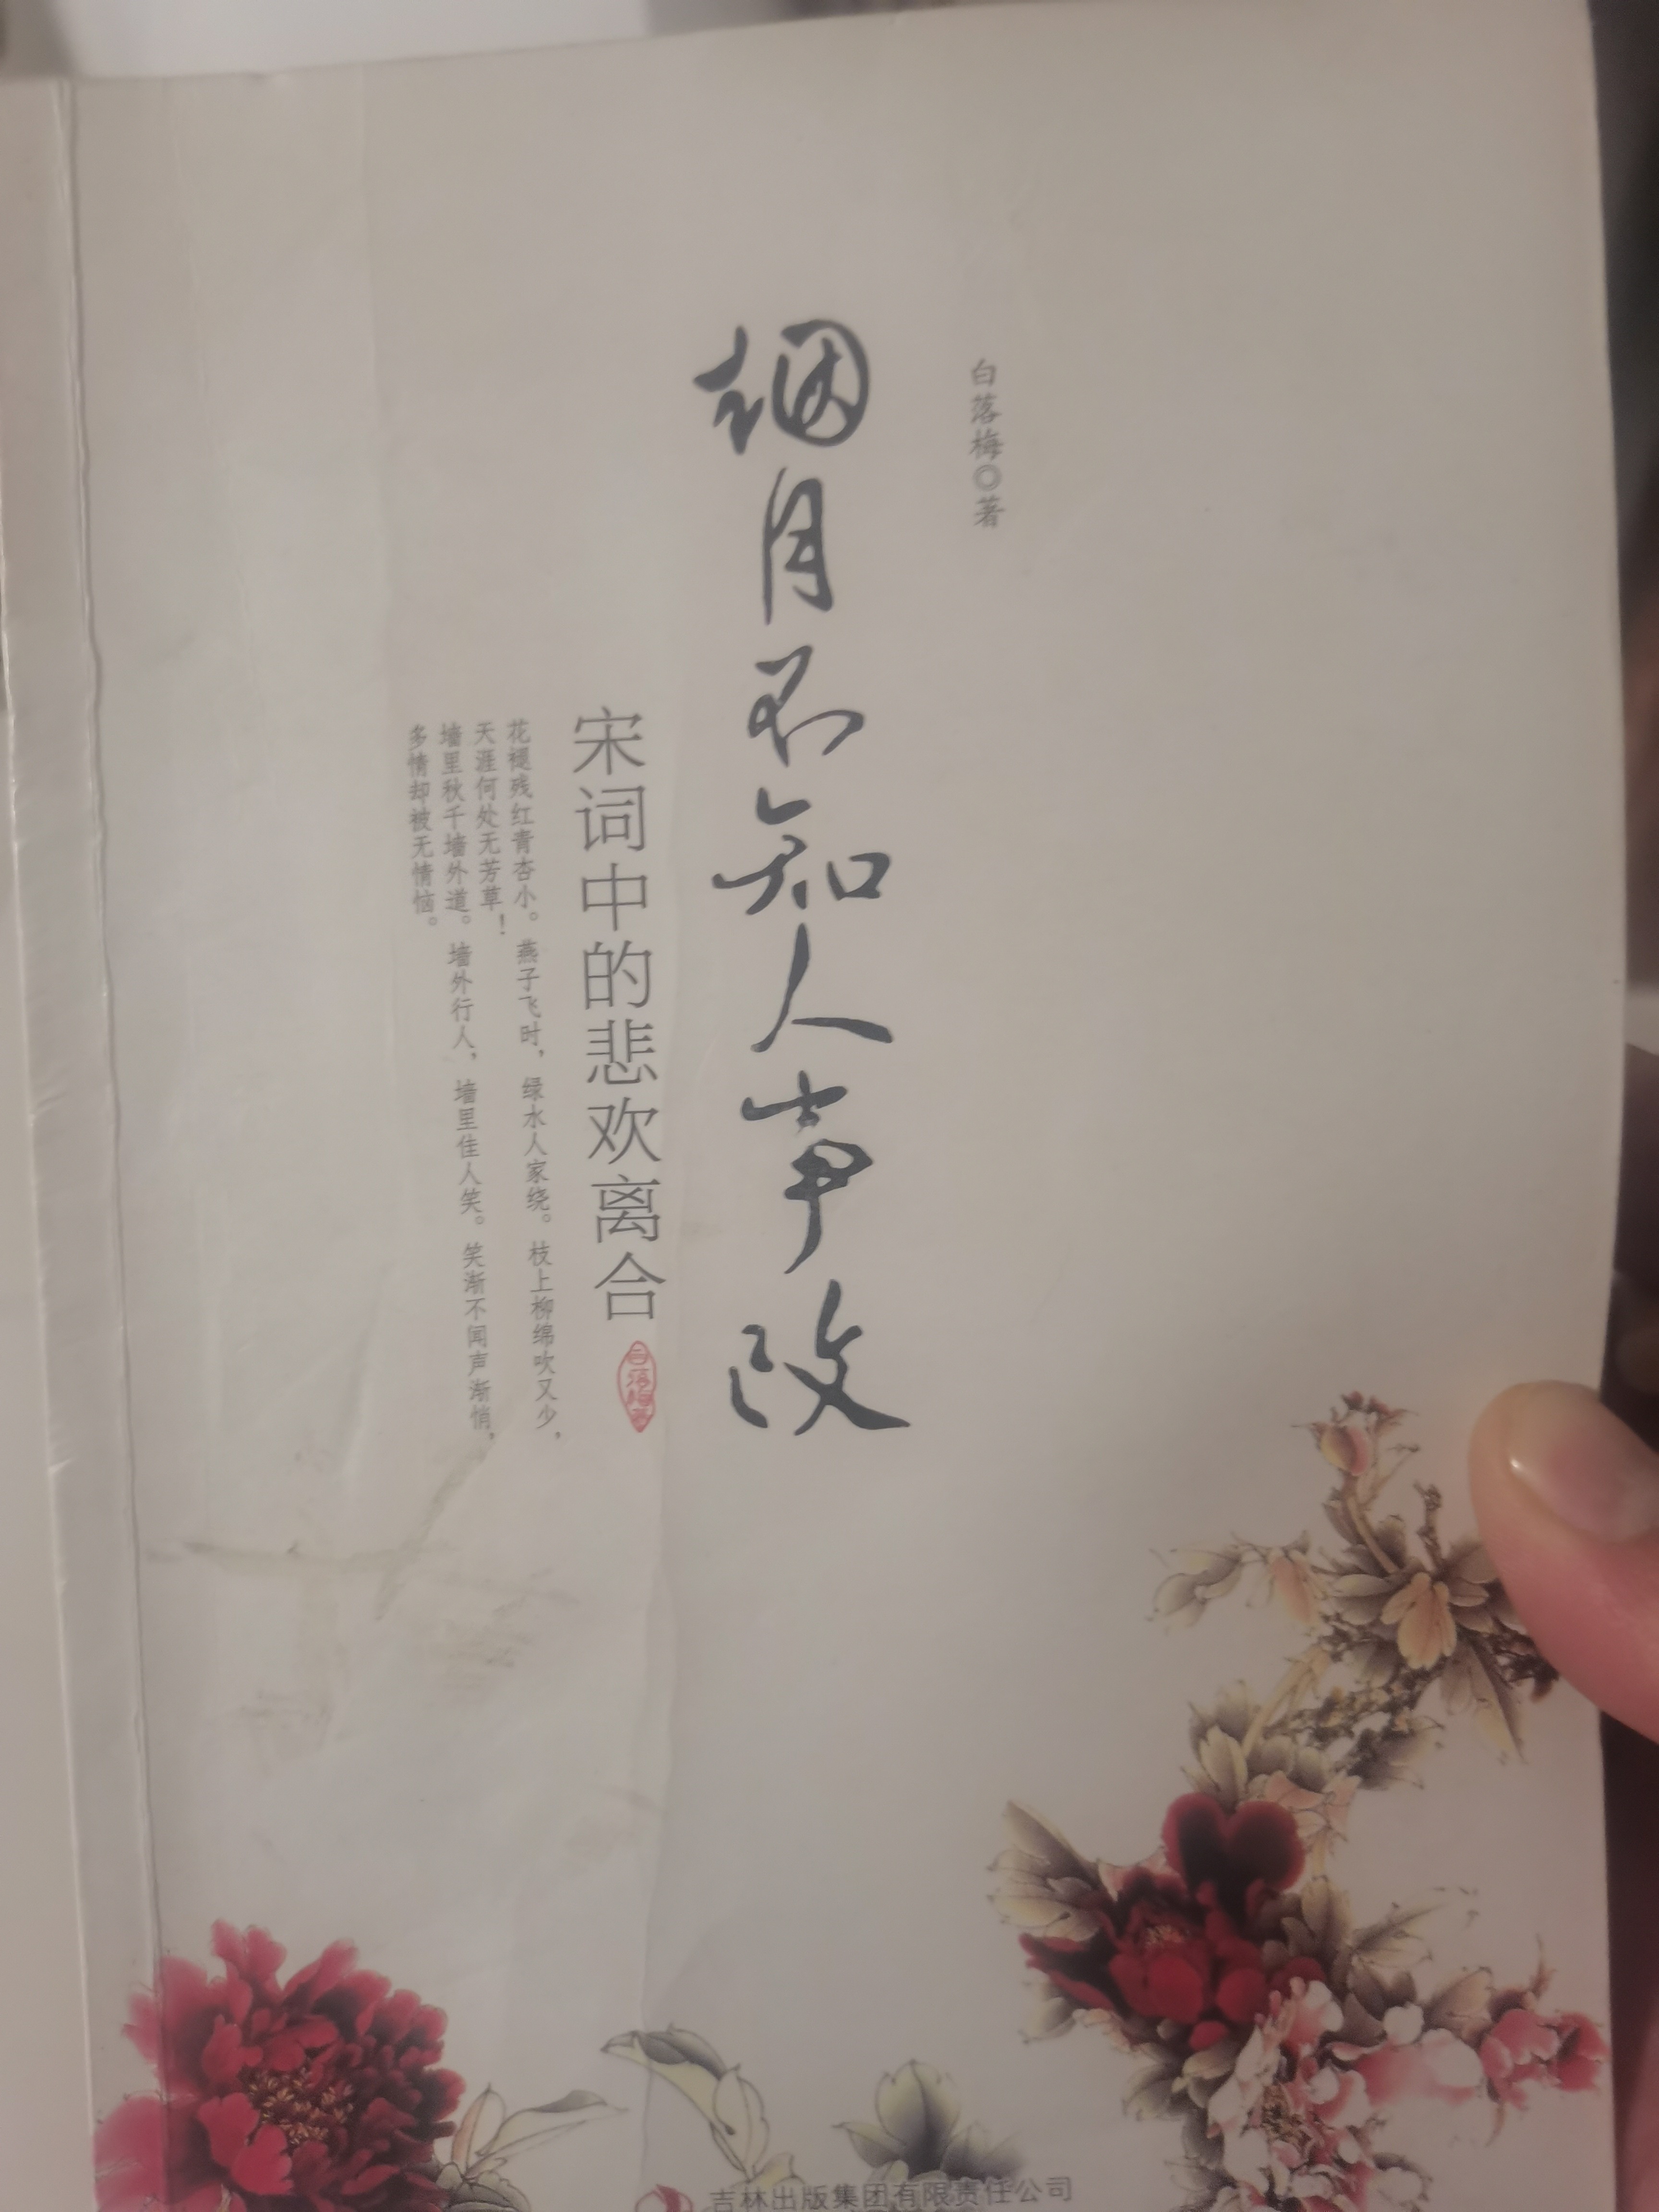 白落梅◎著
烟月不知人事改
宋词中的悲欢离合
白落梅著
花褪残红青杏小。燕子飞时，绿水人家绕。枝上柳绵吹又少，
天涯何处无芳草！
墙里秋千墙外道。墙外行人，墙里佳人笑。笑渐不闻声渐悄，
多情却被无情恼。
吉林出版集团有限责任公司